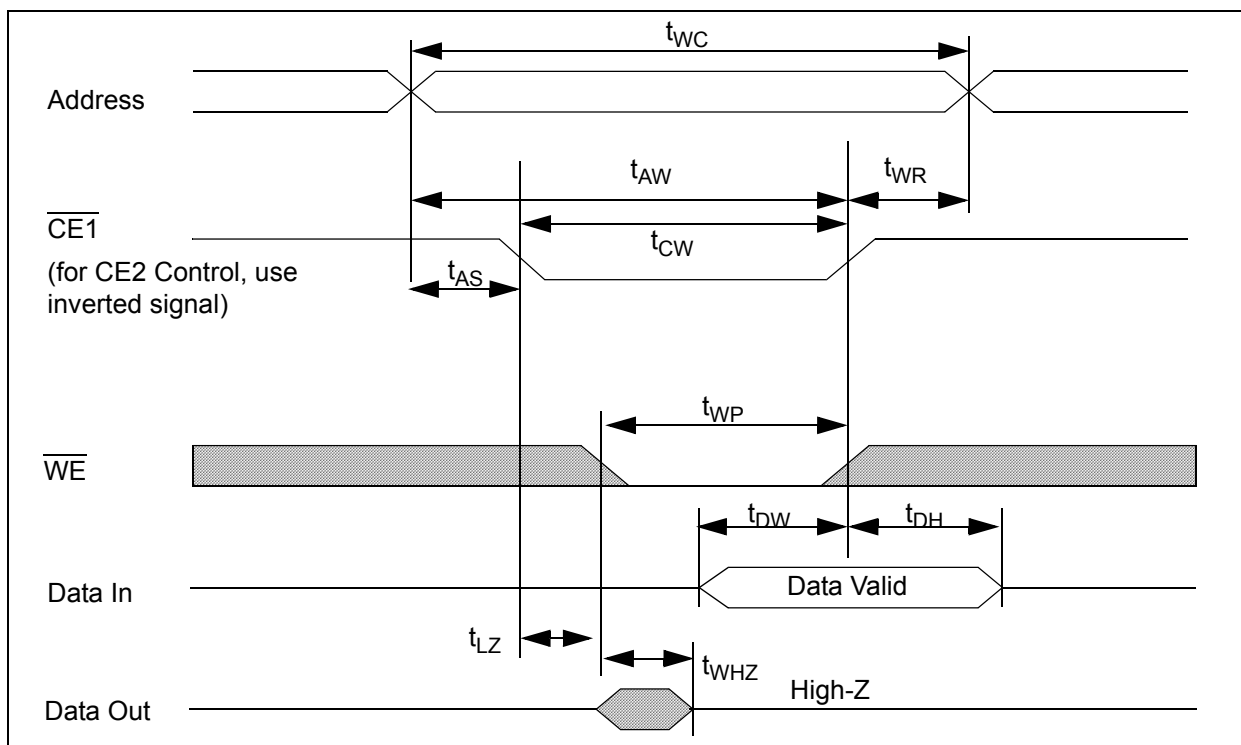 tWC
Address
tAW
tWR
CE1
tCW
(for CE2 Control, use
inverted signal)
tAS
tWP
WE
tDW
tDH
Data In
Data Valid
tLZ
tWHZ
High-Z
Data Out